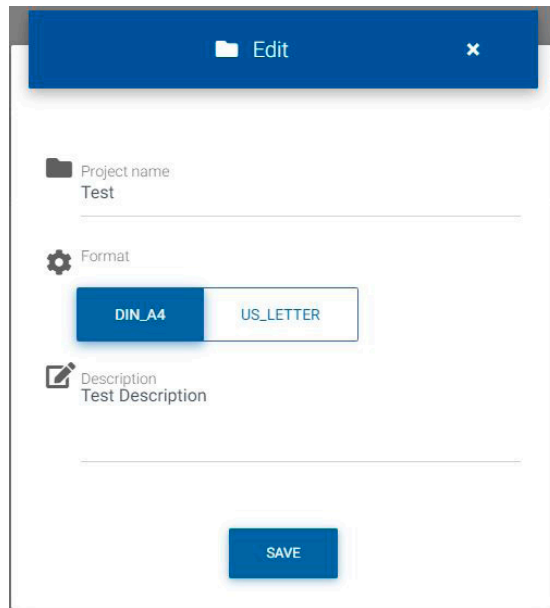 Edit
Project name
Test
Format
DIN_A4 US_LETTER
Description
Test Description
SAVE